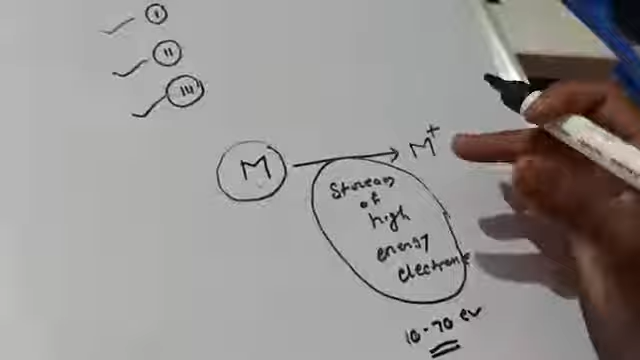 I
II
III
M → M+
Stream
of
high
energy
electrons
10-70 ev